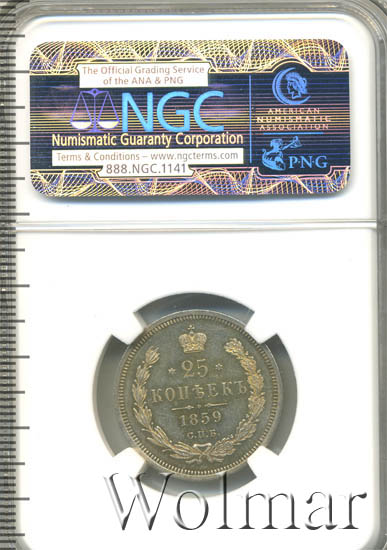 The Official Grading Service
of the ANA & PNG
NGC
Numismatic Guaranty Corporation
Terms & Conditions – www.ngcterms.com
888.NGC.1141
AMERICAN
NUMISMATIC
ASSOCIATION
P·N·G
* 25 *
КОПѢЕКЪ
1859
С.П.Б.
Wolmar